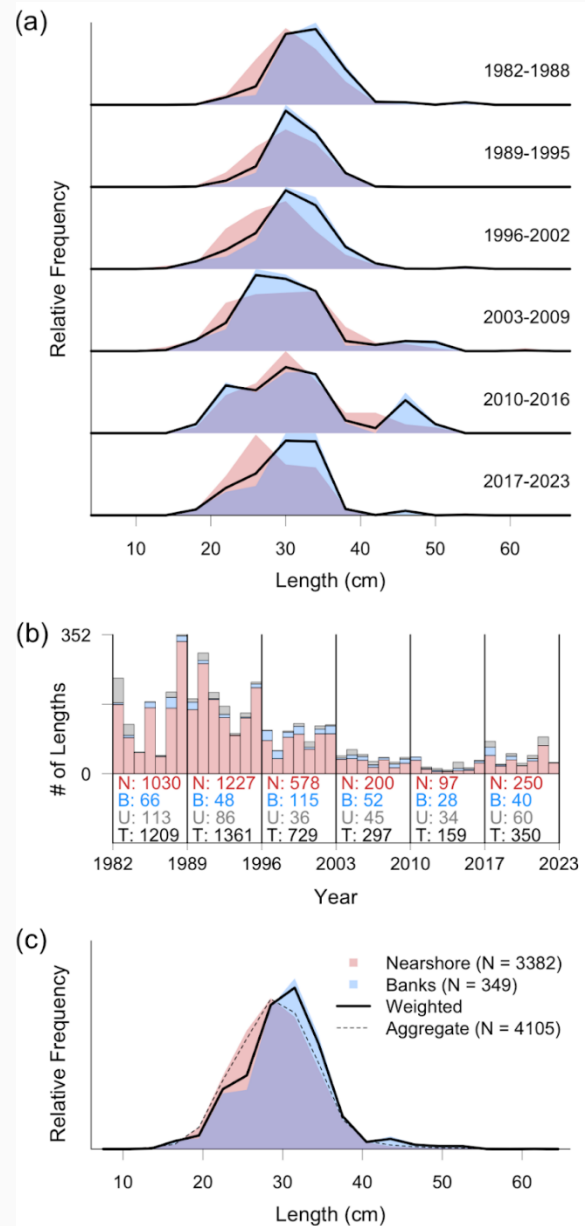 (a)
Relative Frequency
1982-1988
1989-1995
1996-2002
2003-2009
2010-2016
2017-2023
10 20 30 40 50 60
Length (cm)
(b)
# of Lengths
352
0
N: 1030 N: 1227 N: 578 N: 200 N: 97 N: 250
B: 66 B: 48 B: 115 B: 52 B: 28 B: 40
U: 113 U: 86 U: 36 U: 45 U: 34 U: 60
T: 1209 T: 1361 T: 729 T: 297 T: 159 T: 350
1982 1989 1996 2003 2010 2017 2023
Year
(c)
Relative Frequency
Nearshore (N = 3382)
Banks (N = 349)
Weighted
Aggregate (N = 4105)
10 20 30 40 50 60
Length (cm)